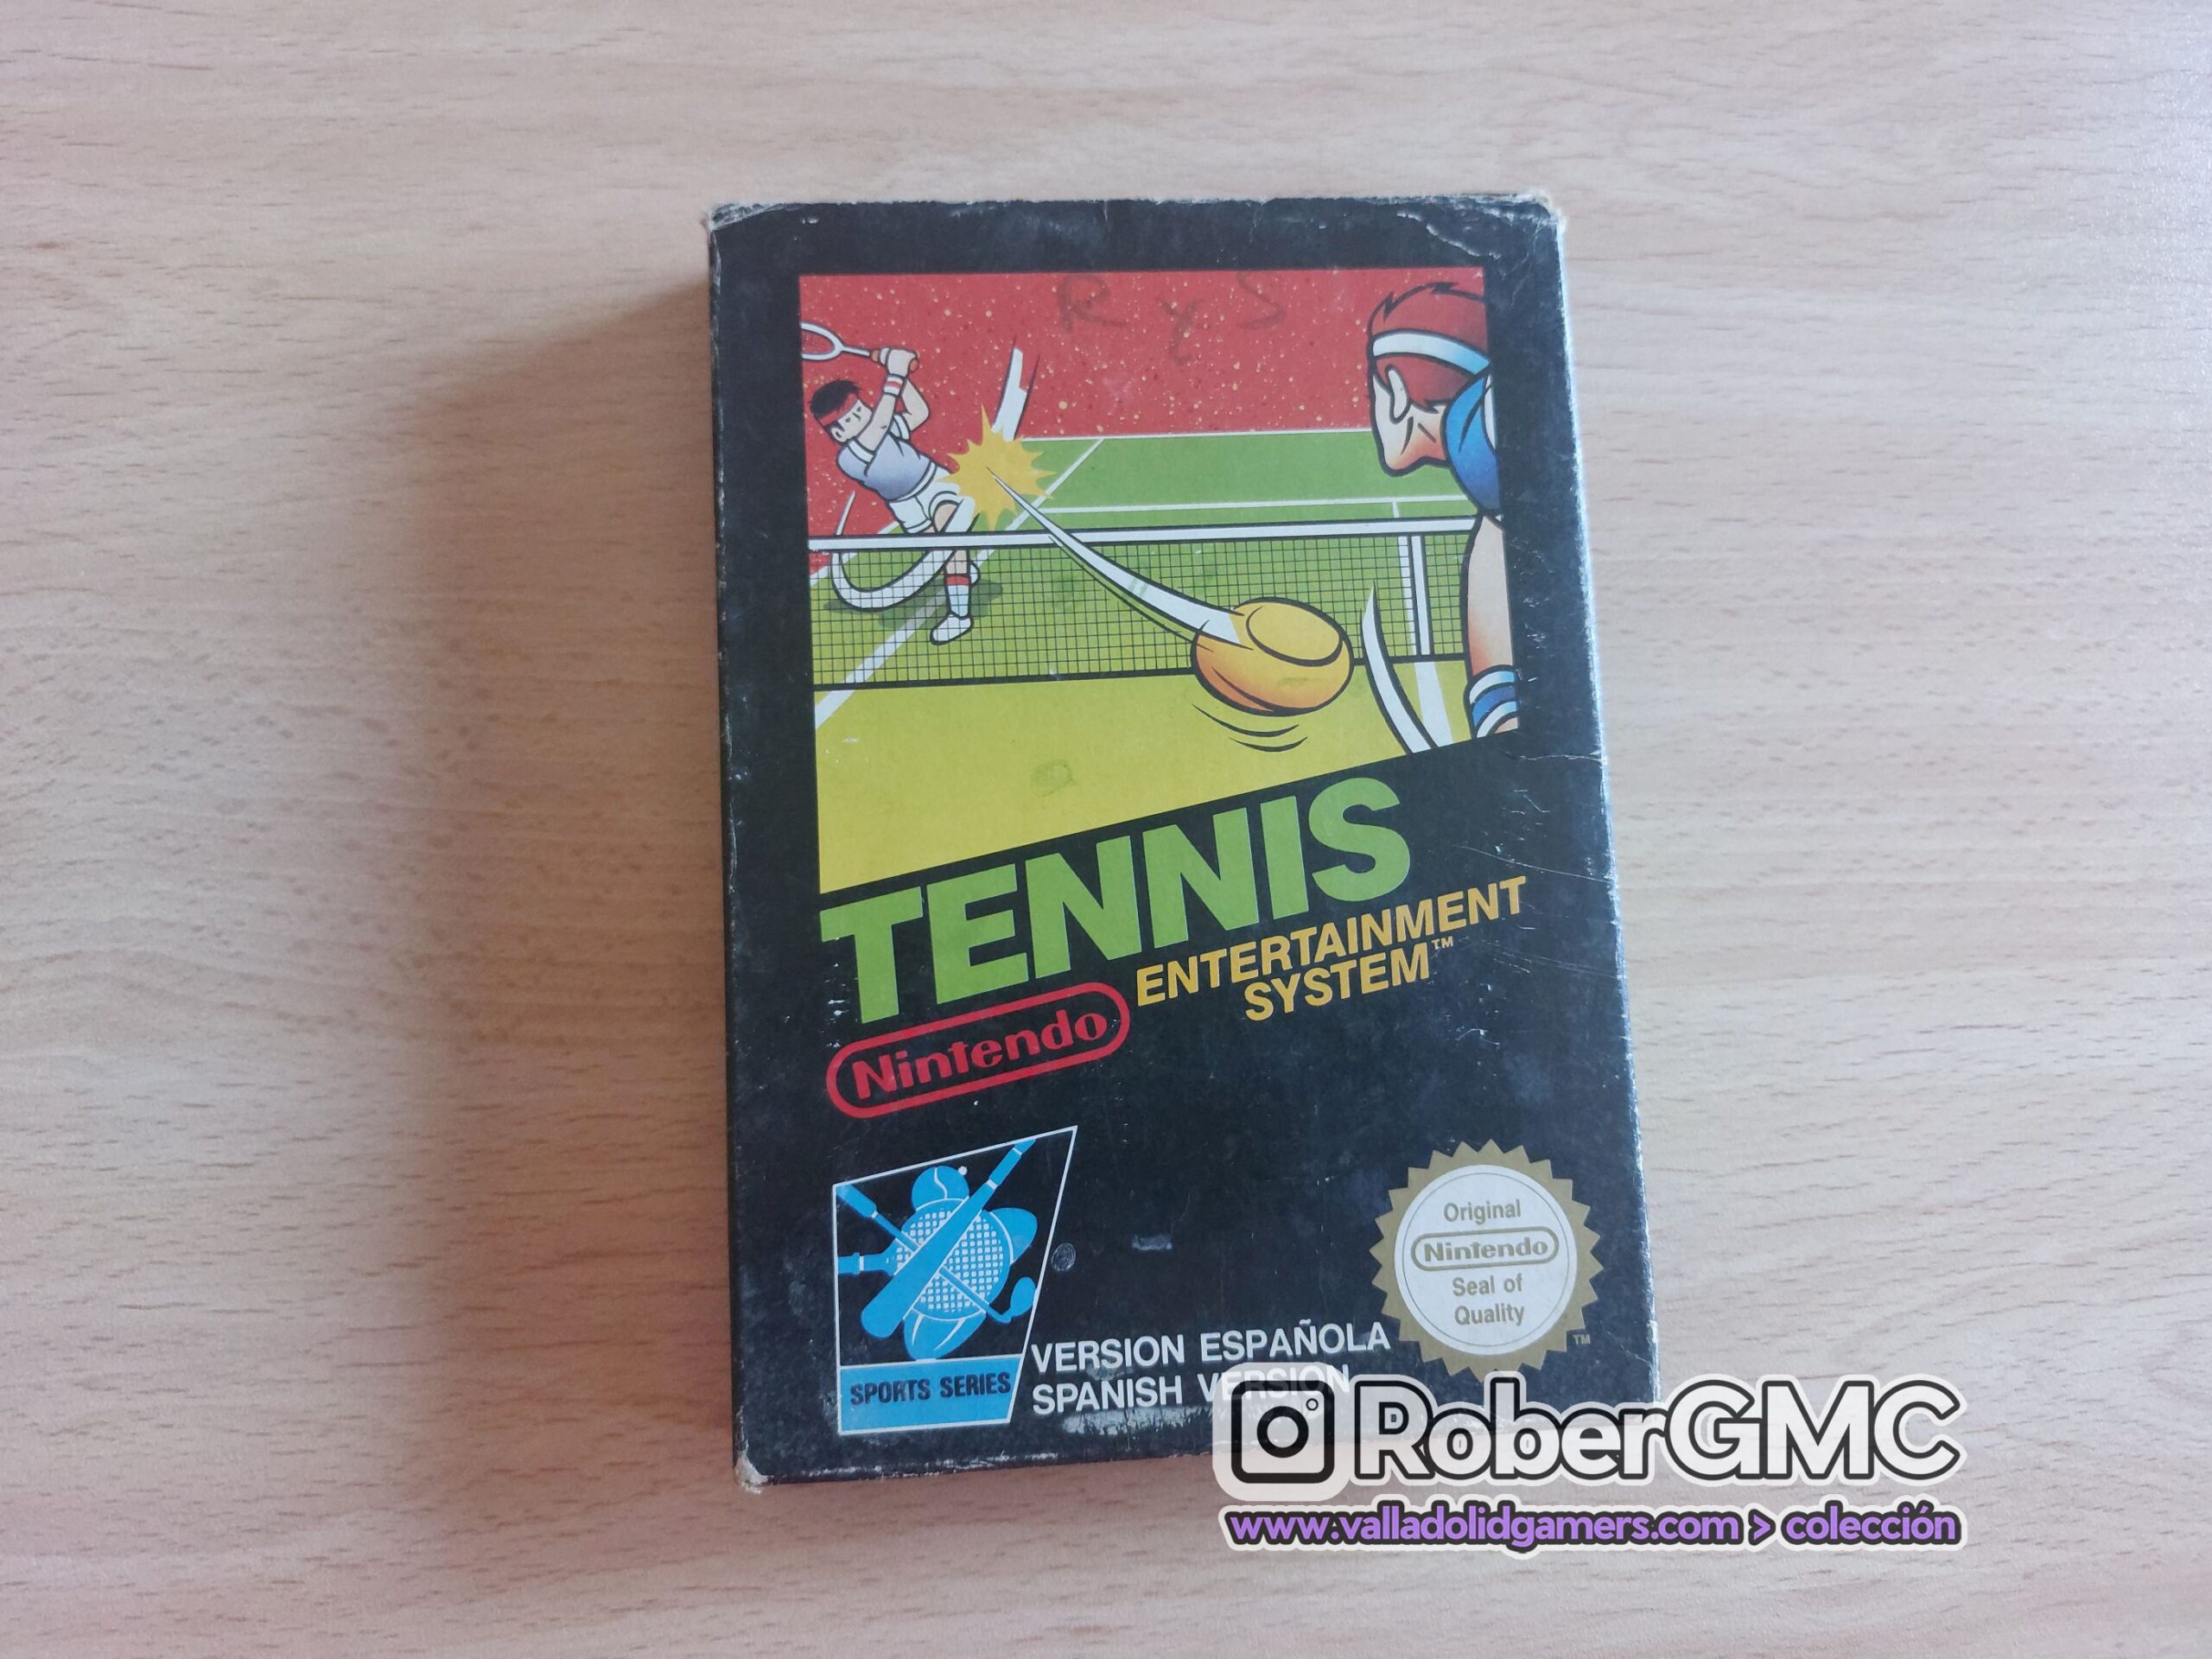 R y S
TENNIS
Nintendo
ENTERTAINMENT
SYSTEM™
Original
Nintendo
Seal of
Quality
TM
SPORTS SERIES
VERSION ESPAÑOLA
SPANISH VERSION
RoberGMC
www.valladolidgamers.com > colección